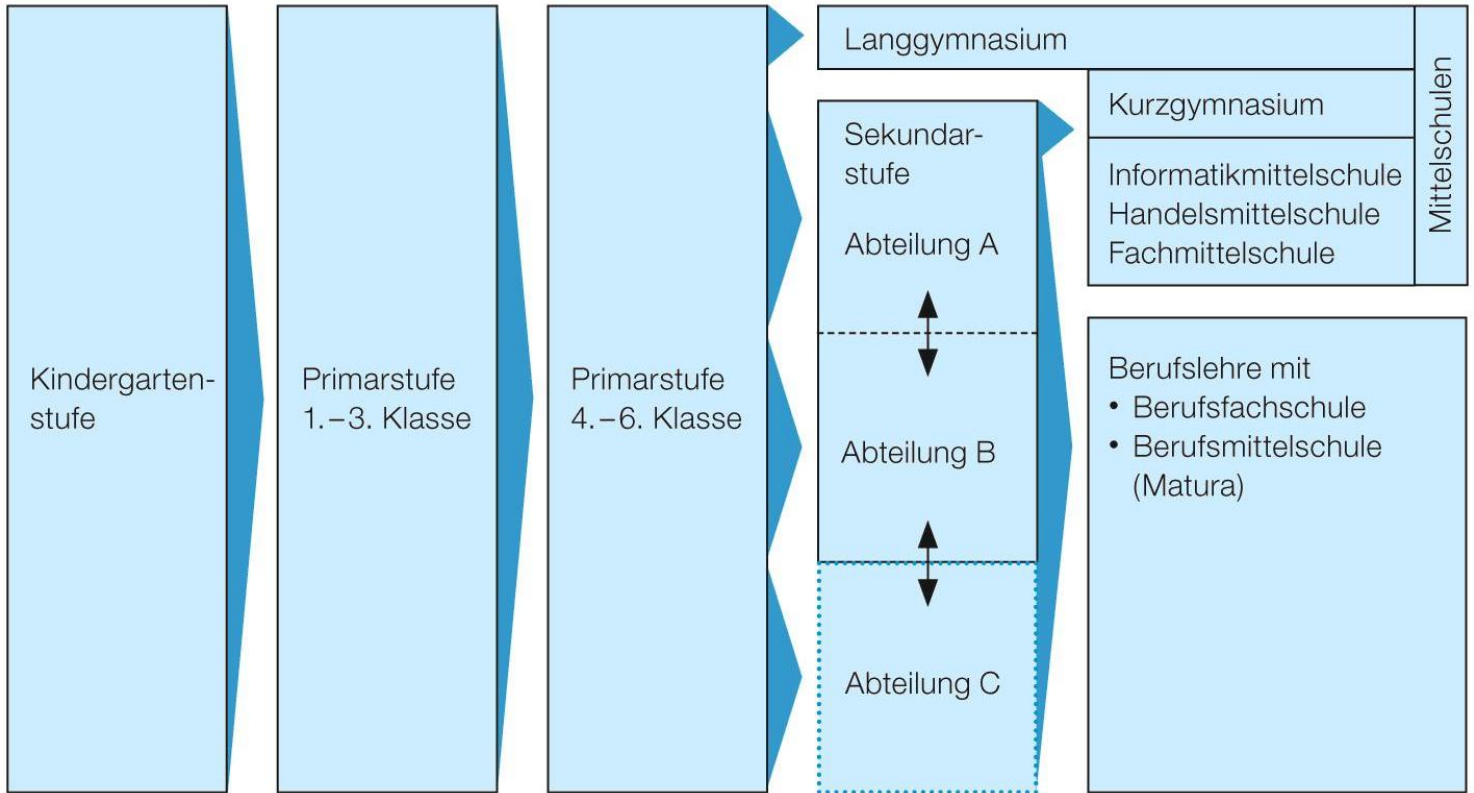 Kindergarten-
stufe
Primarstufe
1.–3. Klasse
Primarstufe
4.–6. Klasse
Langgymnasium
Sekundar-
stufe
Abteilung A
Abteilung B
Abteilung C
Kurzgymnasium
Informatikmittelschule
Handelsmittelschule
Fachmittelschule
Mittelschulen
Berufslehre mit
• Berufsfachschule
• Berufsmittelschule
(Matura)